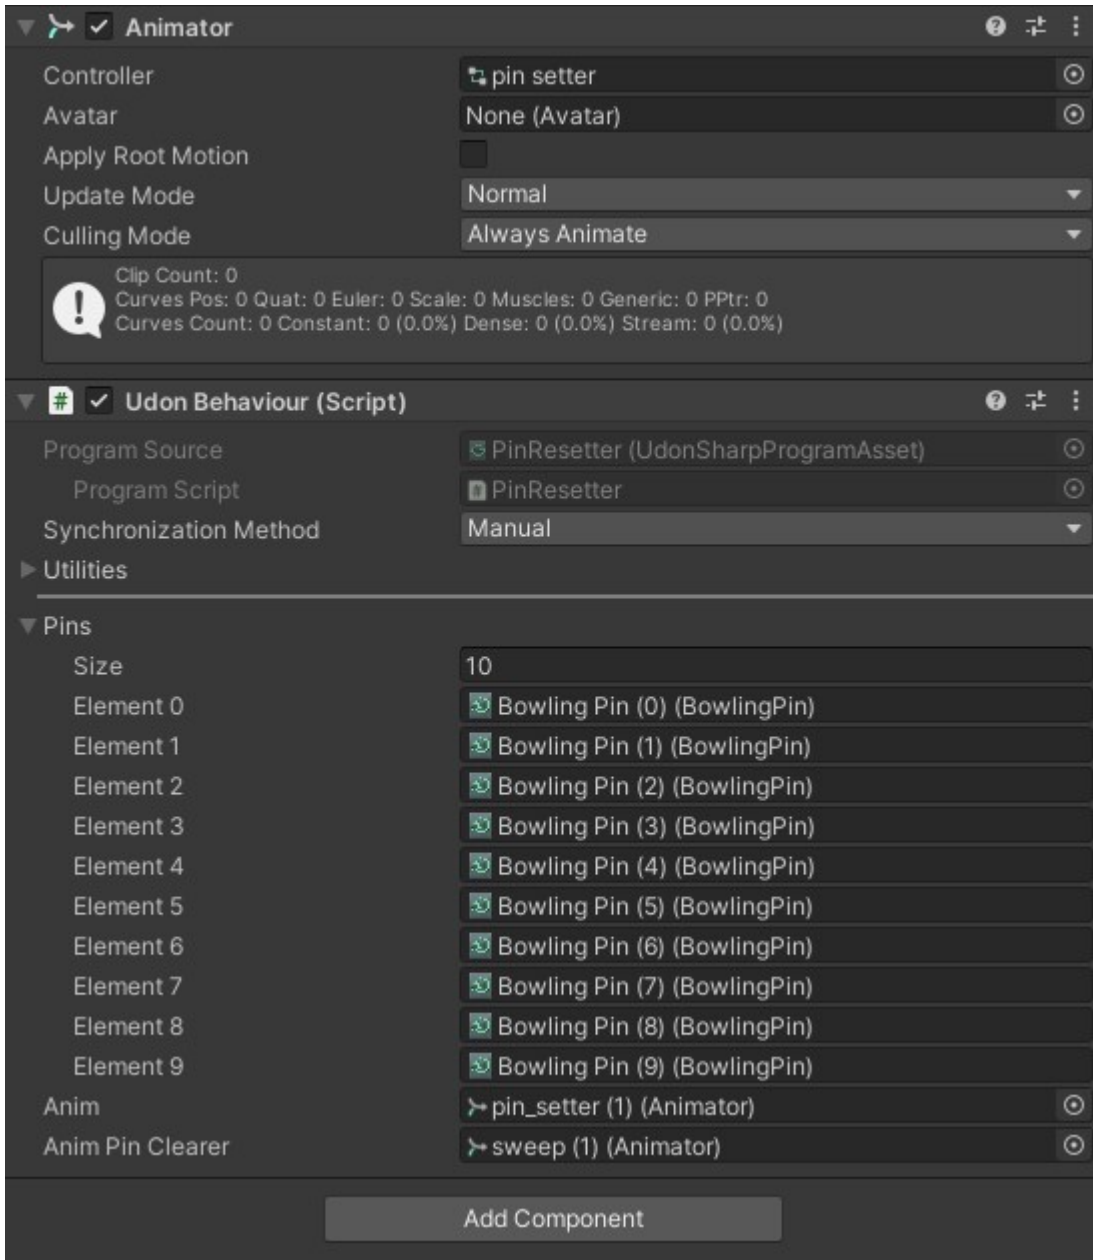 Animator
Controller pin setter
Avatar None (Avatar)
Apply Root Motion
Update Mode Normal
Culling Mode Always Animate
Clip Count: 0
Curves Pos: 0 Quat: 0 Euler: 0 Scale: 0 Muscles: 0 Generic: 0 PPtr: 0
Curves Count: 0 Constant: 0 (0.0%) Dense: 0 (0.0%) Stream: 0 (0.0%)
Udon Behaviour (Script)
Program Source PinResetter (UdonSharpProgramAsset)
Program Script PinResetter
Synchronization Method Manual
Utilities
Pins
Size 10
Element 0 Bowling Pin (0) (BowlingPin)
Element 1 Bowling Pin (1) (BowlingPin)
Element 2 Bowling Pin (2) (BowlingPin)
Element 3 Bowling Pin (3) (BowlingPin)
Element 4 Bowling Pin (4) (BowlingPin)
Element 5 Bowling Pin (5) (BowlingPin)
Element 6 Bowling Pin (6) (BowlingPin)
Element 7 Bowling Pin (7) (BowlingPin)
Element 8 Bowling Pin (8) (BowlingPin)
Element 9 Bowling Pin (9) (BowlingPin)
Anim pin_setter (1) (Animator)
Anim Pin Clearer sweep (1) (Animator)
Add Component